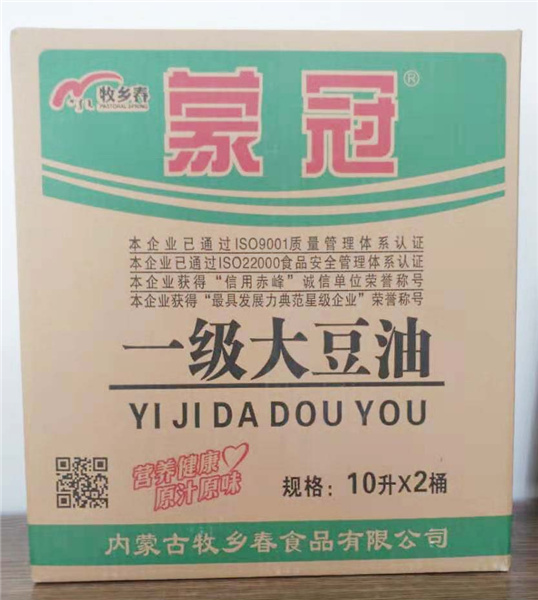 牧乡春
PASTORAL SPRING
蒙冠®
本企业已通过ISO9001质量管理体系认证
本企业已通过ISO22000食品安全管理体系认证
本企业获得“信用赤峰”诚信单位荣誉称号
本企业获得“最具发展力典范星级企业”荣誉称号
一级大豆油
YI JI DA DOU YOU
营养健康
原汁原味
规格：10升X2桶
内蒙古牧乡春食品有限公司